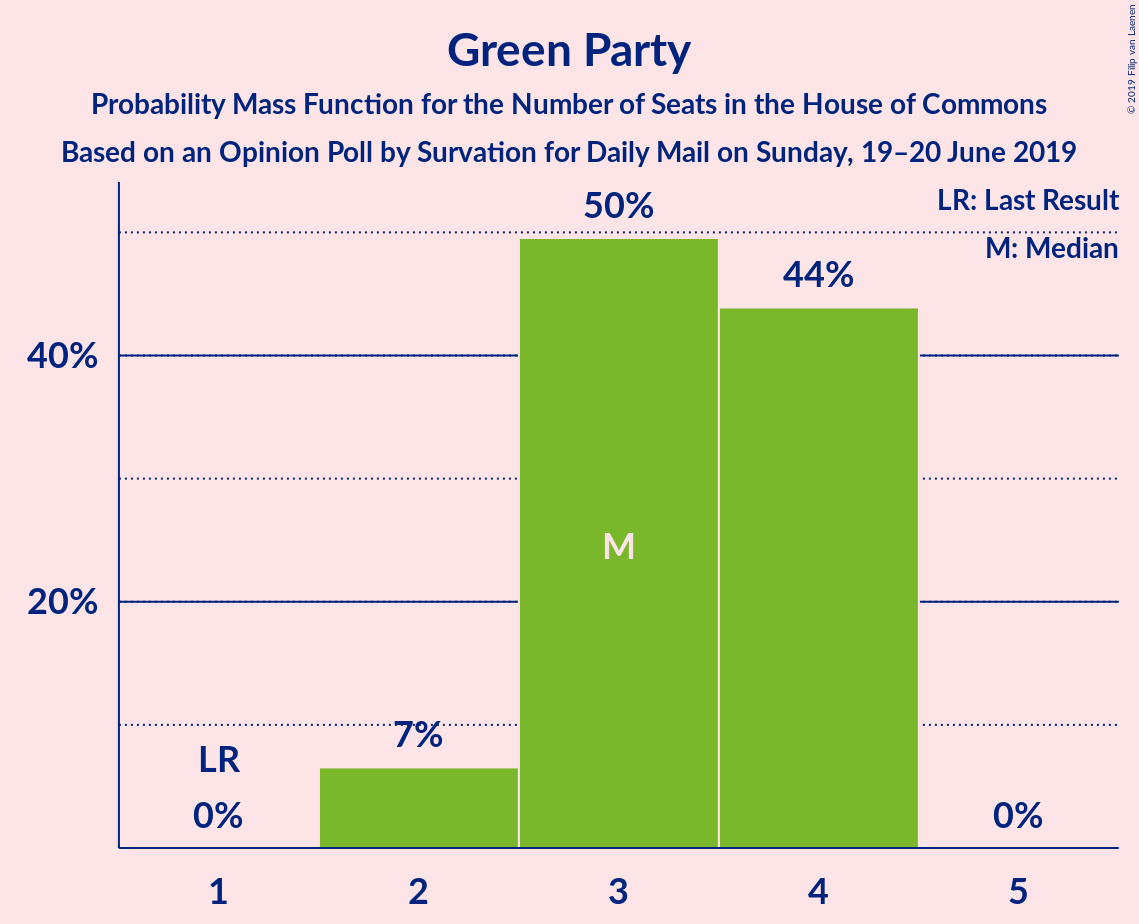 Green Party
Probability Mass Function for the Number of Seats in the House of Commons
Based on an Opinion Poll by Survation for Daily Mail on Sunday, 19–20 June 2019
© 2019 Filip van Laenen
LR: Last Result
M: Median
50%
44%
40%
M
20%
7%
LR
0%
0%
1 2 3 4 5